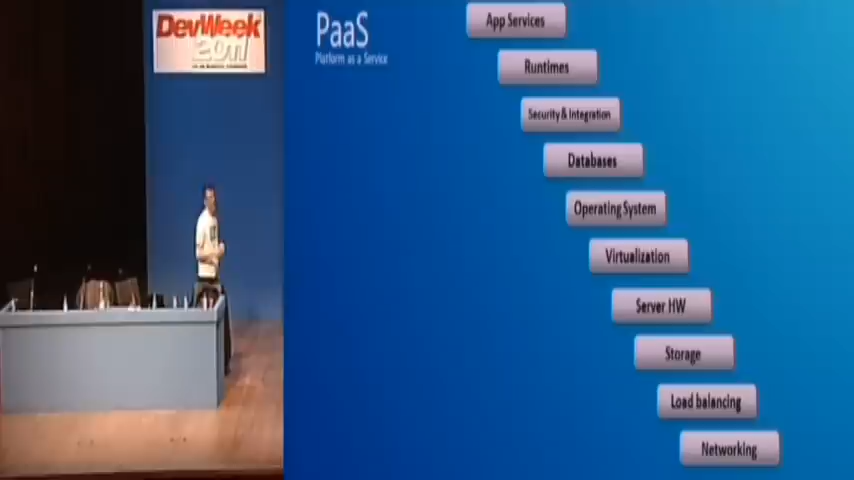 DevWeek
2011
PaaS
Platform as a Service
App Services
Runtimes
Security & Integration
Databases
Operating System
Virtualization
Server HW
Storage
Load balancing
Networking